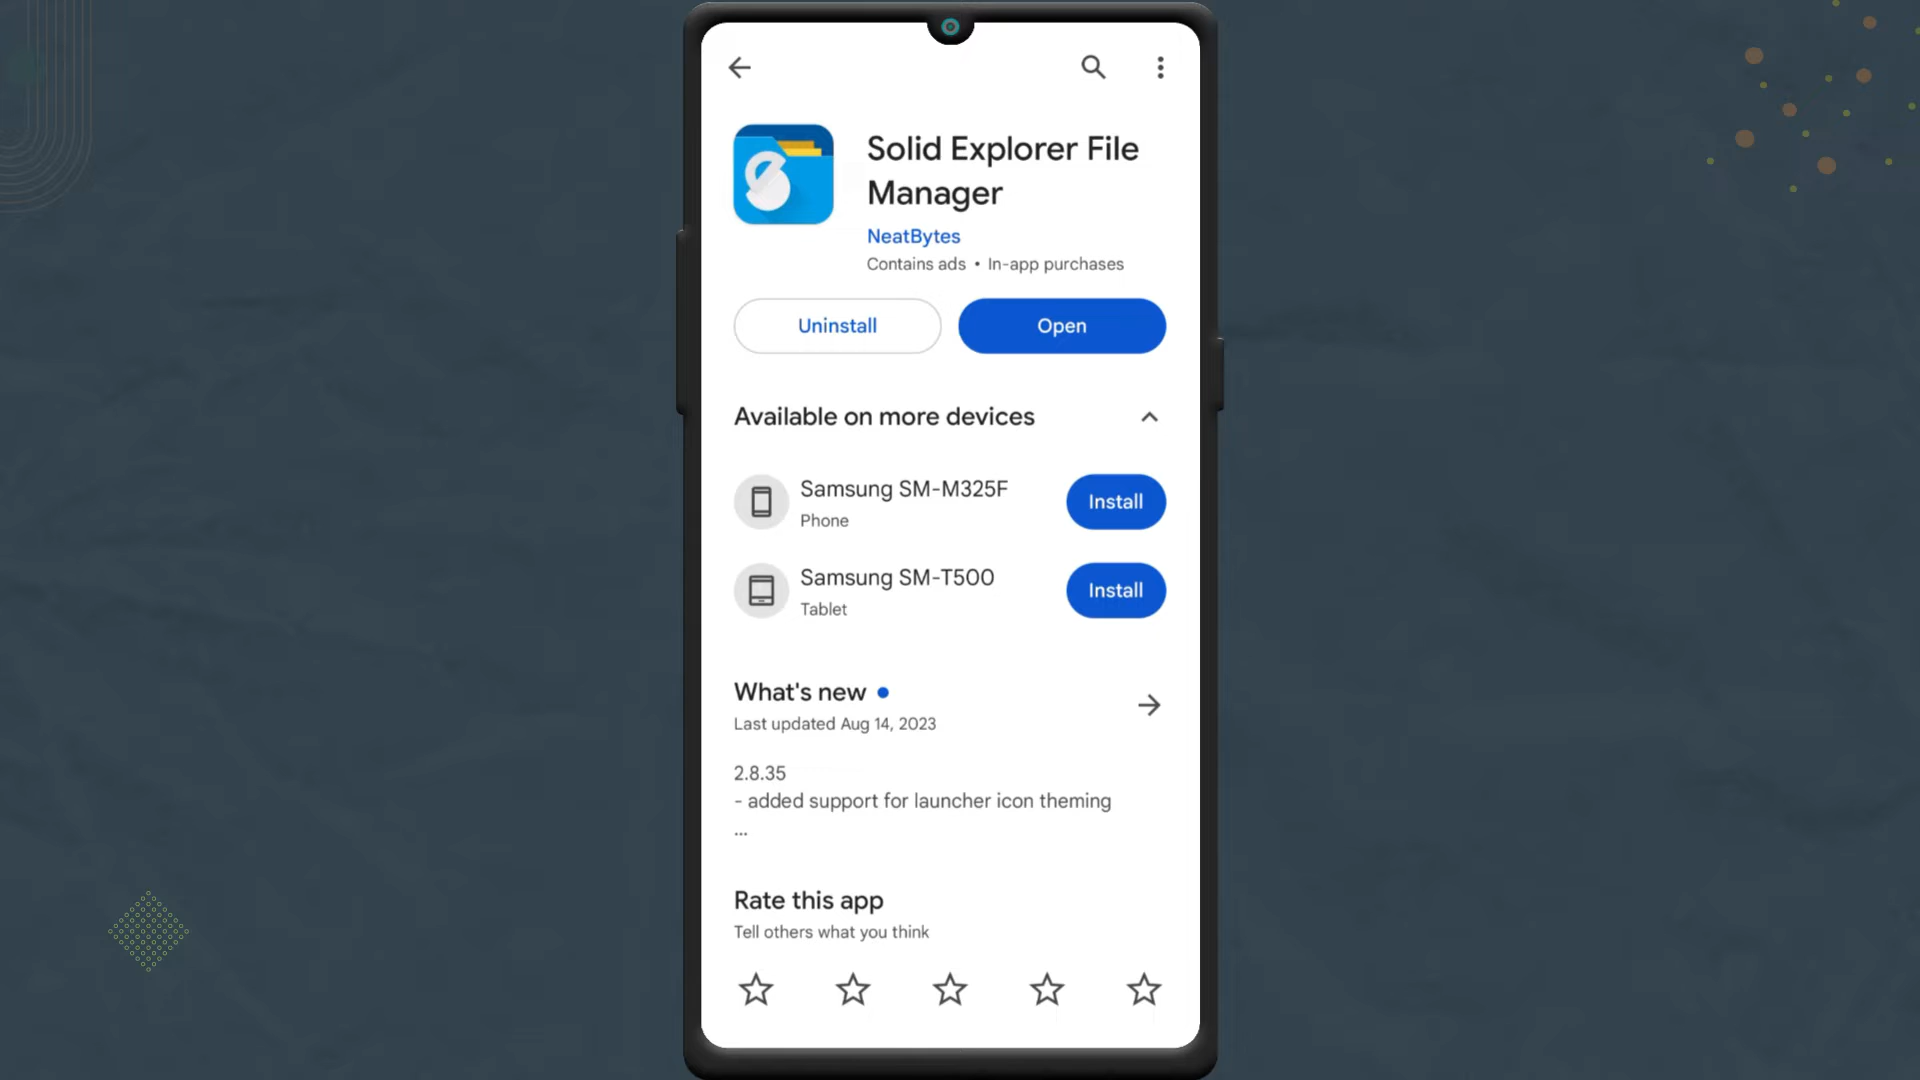 Solid Explorer File
Manager
NeatBytes
Contains ads • In-app purchases
Uninstall
Open
Available on more devices
Samsung SM-M325F
Phone
Install
Samsung SM-T500
Tablet
Install
What's new
Last updated Aug 14, 2023
2.8.35
- added support for launcher icon theming
...
Rate this app
Tell others what you think